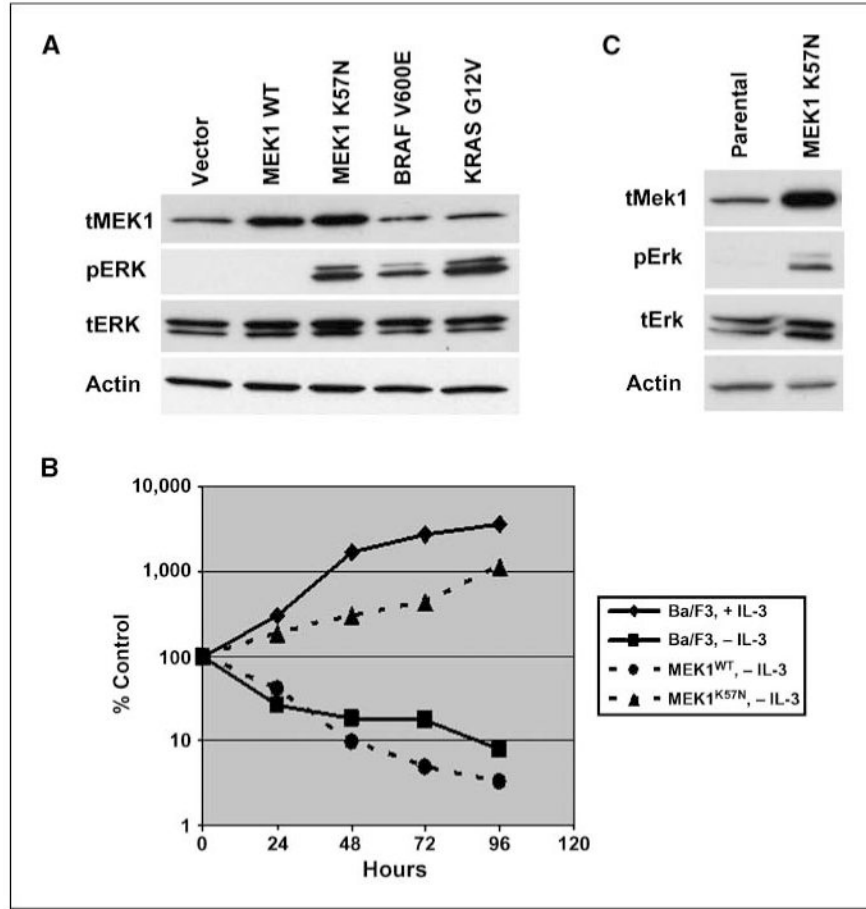 A
Vector
MEK1 WT
MEK1 K57N
BRAF V600E
KRAS G12V
tMEK1
pERK
tERK
Actin
C
Parental
MEK1 K57N
tMek1
pErk
tErk
Actin
B
% Control
10,000
1,000
100
10
1
0 24 48 72 96 120
Hours
Ba/F3, + IL-3
Ba/F3, – IL-3
MEK1WT, – IL-3
MEK1K57N, – IL-3